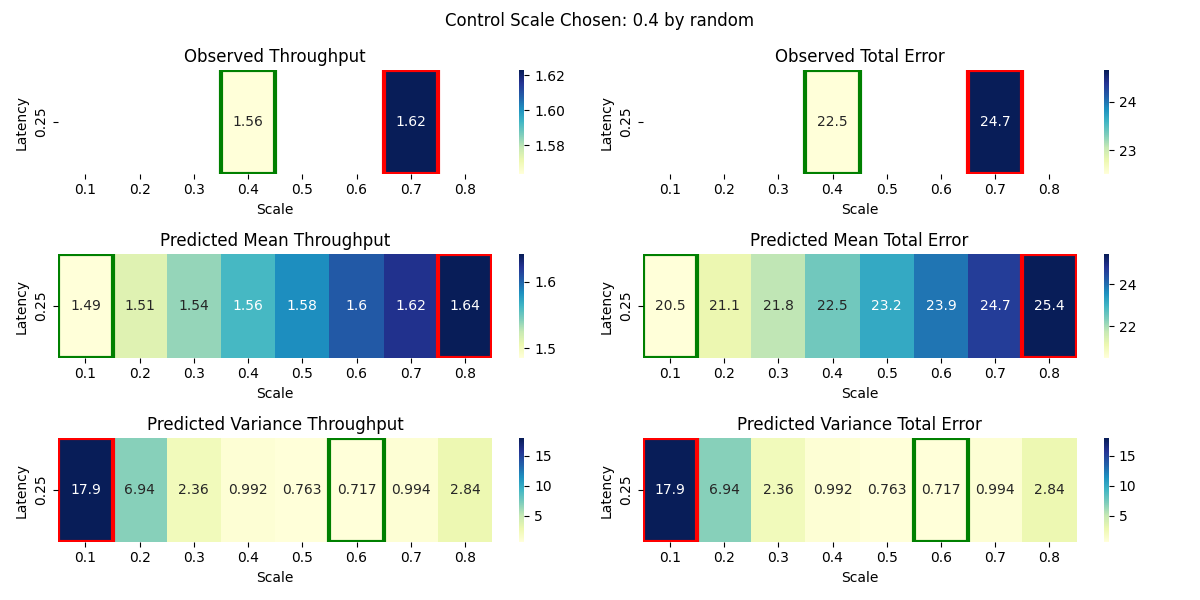 Control Scale Chosen: 0.4 by random
Observed Throughput
Latency
0.25
1.56 1.62
1.62
1.60
1.58
0.1 0.2 0.3 0.4 0.5 0.6 0.7 0.8
Scale
Observed Total Error
Latency
0.25
22.5 24.7
24
23
0.1 0.2 0.3 0.4 0.5 0.6 0.7 0.8
Scale
Predicted Mean Throughput
Latency
0.25
1.49 1.51 1.54 1.56 1.58 1.6 1.62 1.64
1.6
1.5
0.1 0.2 0.3 0.4 0.5 0.6 0.7 0.8
Scale
Predicted Mean Total Error
Latency
0.25
20.5 21.1 21.8 22.5 23.2 23.9 24.7 25.4
24
22
0.1 0.2 0.3 0.4 0.5 0.6 0.7 0.8
Scale
Predicted Variance Throughput
Latency
0.25
17.9 6.94 2.36 0.992 0.763 0.717 0.994 2.84
15
10
5
0.1 0.2 0.3 0.4 0.5 0.6 0.7 0.8
Scale
Predicted Variance Total Error
Latency
0.25
17.9 6.94 2.36 0.992 0.763 0.717 0.994 2.84
15
10
5
0.1 0.2 0.3 0.4 0.5 0.6 0.7 0.8
Scale